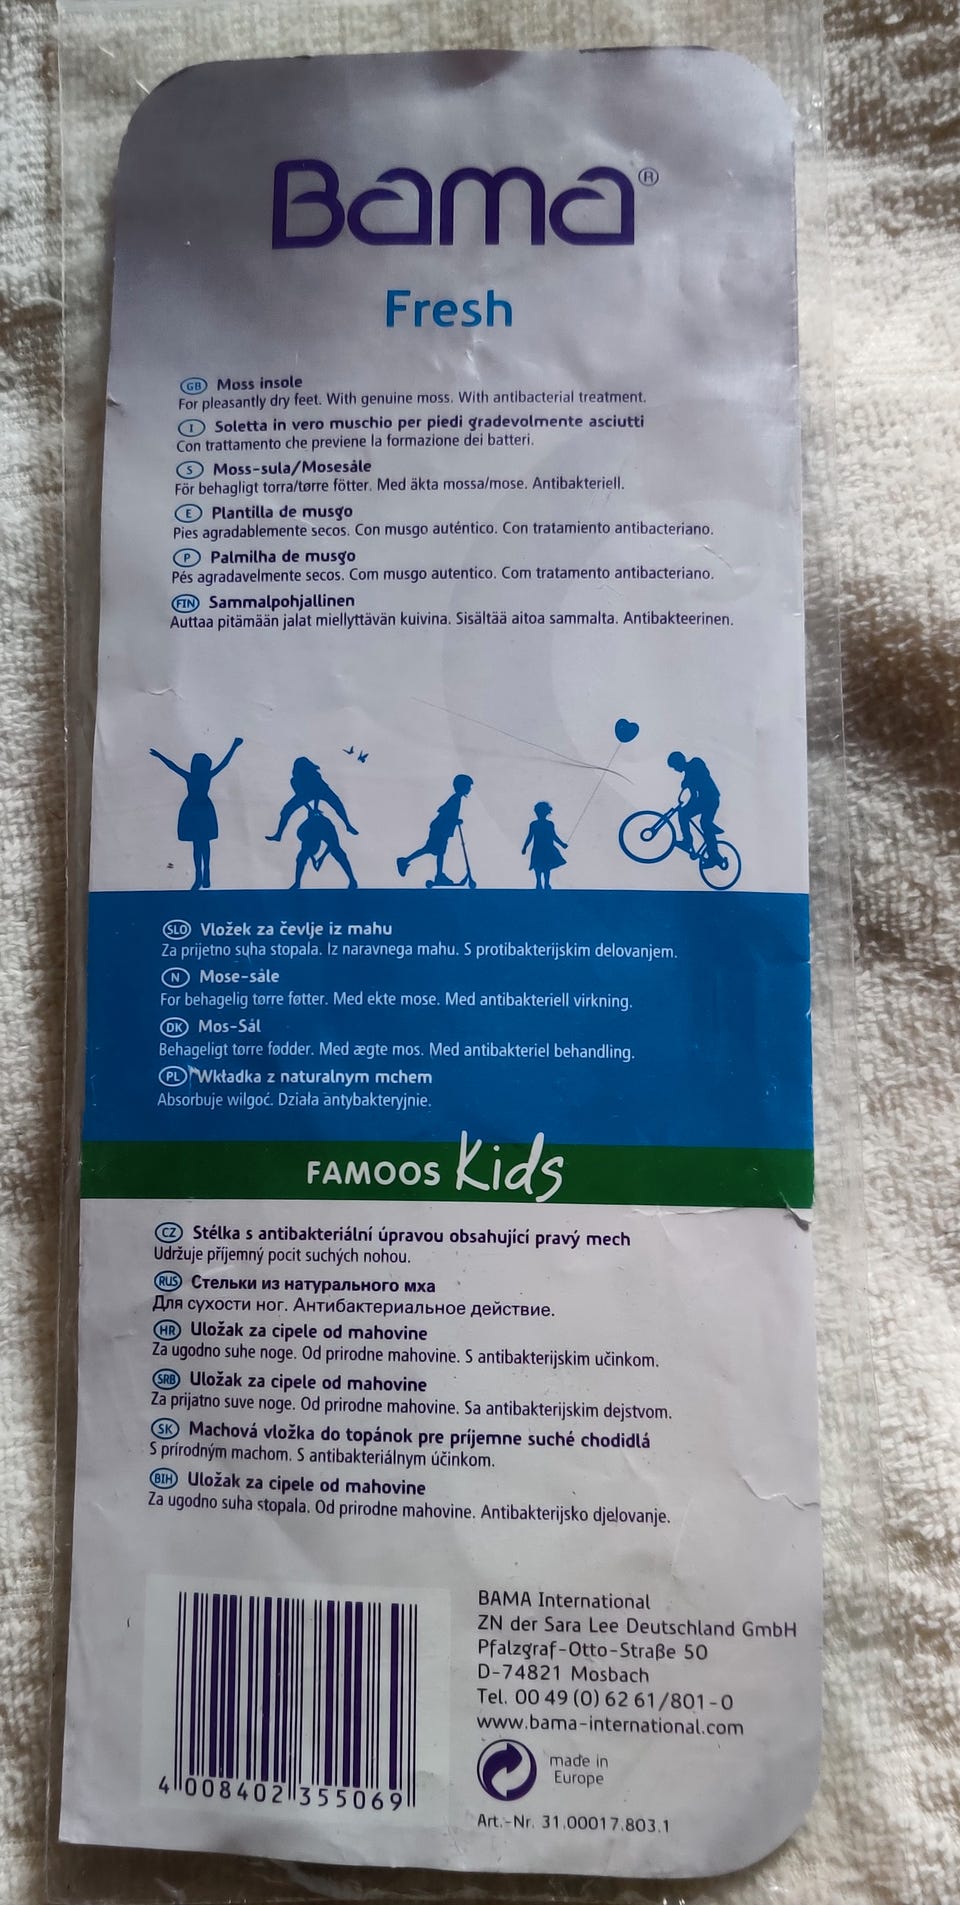 Bama®
Fresh
GB Moss insole
For pleasantly dry feet. With genuine moss. With antibacterial treatment.
I Soletta in vero muschio per piedi gradevolmente asciutti
Con trattamento che previene la formazione dei batteri.
S Moss-sula/Mosesåle
För behagligt torra/tørre fötter. Med äkta mossa/mose. Antibakteriell.
E Plantilla de musgo
Pies agradablemente secos. Con musgo auténtico. Con tratamiento antibacteriano.
P Palmilha de musgo
Pés agradavelmente secos. Com musgo autentico. Com tratamento antibacteriano.
FIN Sammalpohjallinen
Auttaa pitämään jalat miellyttävän kuivina. Sisältää aitoa sammalta. Antibakteerinen.
SLO Vložek za čevlje iz mahu
Za prijetno suha stopala. Iz naravnega mahu. S protibakterijskim delovanjem.
N Mose-såle
For behagelig tørre føtter. Med ekte mose. Med antibakteriell virkning.
DK Mos-Sål
Behageligt tørre fødder. Med ægte mos. Med antibakteriel behandling.
PL Wkładka z naturalnym mchem
Absorbuje wilgoć. Działa antybakteryjnie.
FAMOOS Kids
CZ Stélka s antibakteriální úpravou obsahující pravý mech
Udržuje příjemný pocit suchých nohou.
RUS Стельки из натурального мха
Для сухости ног. Антибактериальное действие.
HR Uložak za cipele od mahovine
Za ugodno suhe noge. Od prirodne mahovine. S antibakterijskim učinkom.
SRB Uložak za cipele od mahovine
Za prijatno suve noge. Od prirodne mahovine. Sa antibakterijskim dejstvom.
SK Machová vložka do topánok pre príjemne suché chodidlá
S prírodným machom. S antibakteriálnym účinkom.
BIH Uložak za cipele od mahovine
Za ugodno suha stopala. Od prirodne mahovine. Antibakterijsko djelovanje.
4 008402 355069
BAMA International
ZN der Sara Lee Deutschland GmbH
Pfalzgraf-Otto-Straße 50
D-74821 Mosbach
Tel. 00 49 (0) 62 61/801-0
www.bama-international.com
made in
Europe
Art.-Nr. 31.00017.803.1